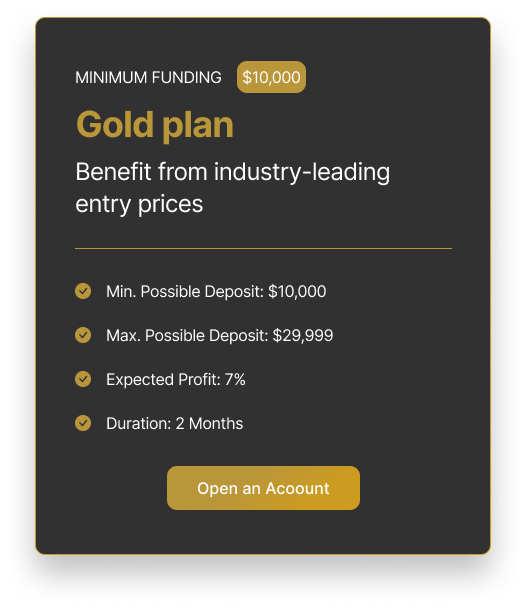 MINIMUM FUNDING $10,000
Gold plan
Benefit from industry-leading
entry prices
Min. Possible Deposit: $10,000
Max. Possible Deposit: $29,999
Expected Profit: 7%
Duration: 2 Months
Open an Acoount